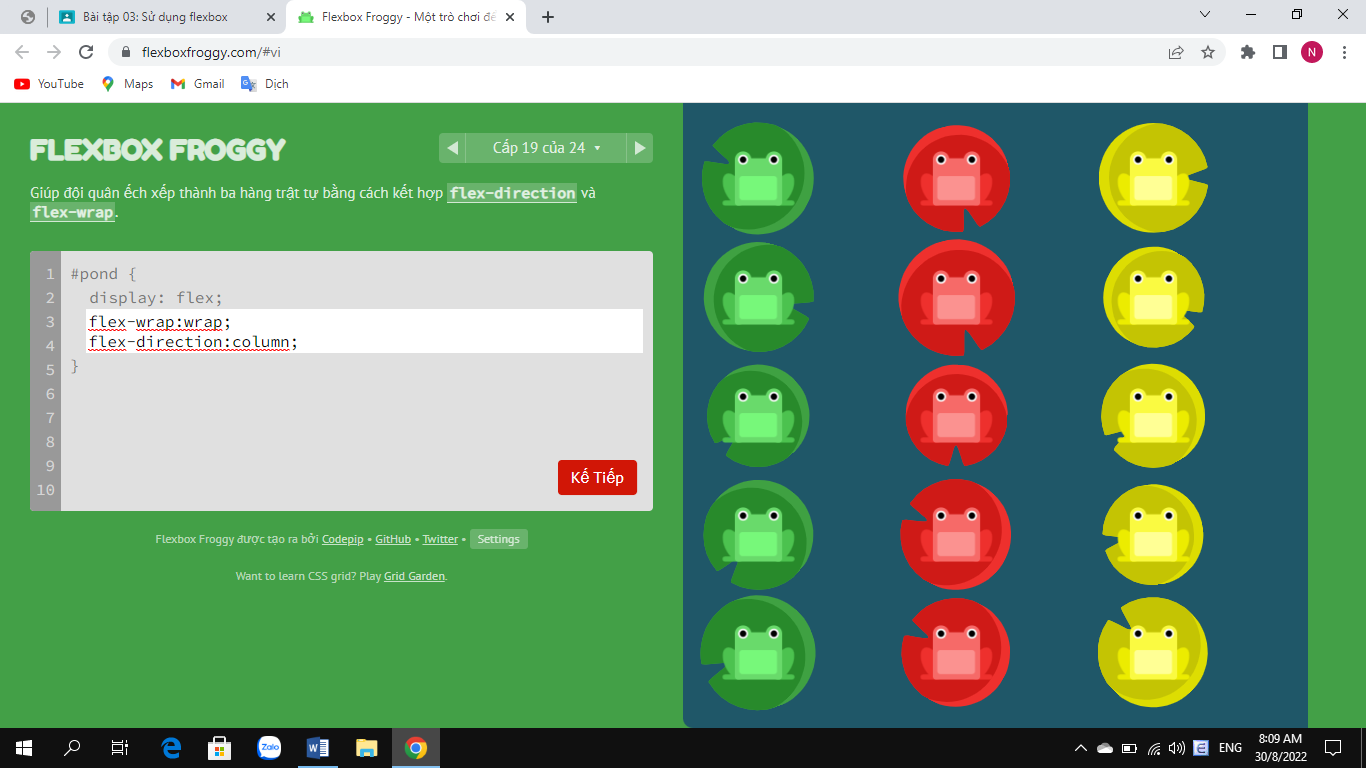 Bài tập 03: Sử dụng flexbox
Flexbox Froggy - Một trò chơi để
flexboxfroggy.com/#vi
N
YouTube
Maps
Gmail
Dịch
FLEXBOX FROGGY
Cấp 19 của 24
Giúp đội quân ếch xếp thành ba hàng trật tự bằng cách kết hợp flex-direction và
flex-wrap.
1 #pond {
2 display: flex;
3 flex-wrap:wrap;
4 flex-direction:column;
5 }
6
7
8
9
10
Kế Tiếp
Flexbox Froggy được tạo ra bởi Codepip • GitHub • Twitter • Settings
Want to learn CSS grid? Play Grid Garden.
Zalo
ENG
8:09 AM
30/8/2022